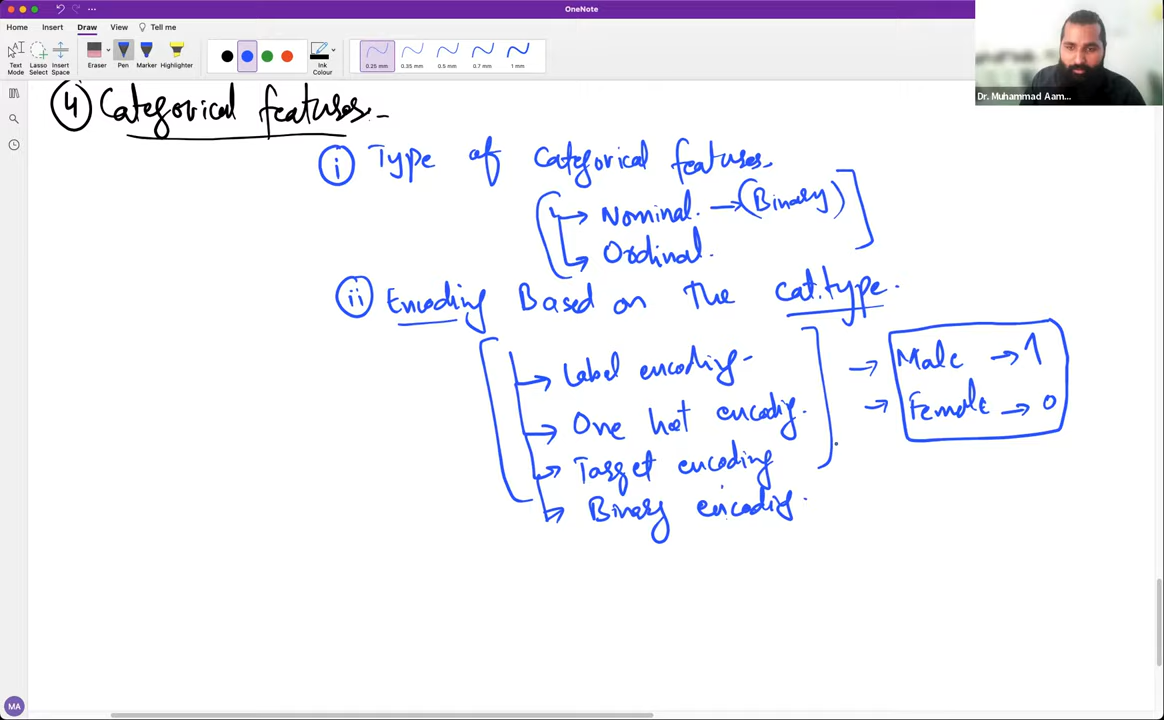 OneNote
Home Insert Draw View Tell me
Text Mode Lasso Select Insert Space Eraser Pen Marker Highlighter Ink Colour 0.25 mm 0.35 mm 0.5 mm 0.7 mm 1 mm
Dr. Muhammad Aam...
4 Categorical features.
i Type of Categorical features.
Nominal. → (Binary)
Ordinal.
ii Encoding Based on The Cat.type.
Label encoding
One hot encoding.
Target encoding
Binary encoding.
Male → 1
Female → 0
MA